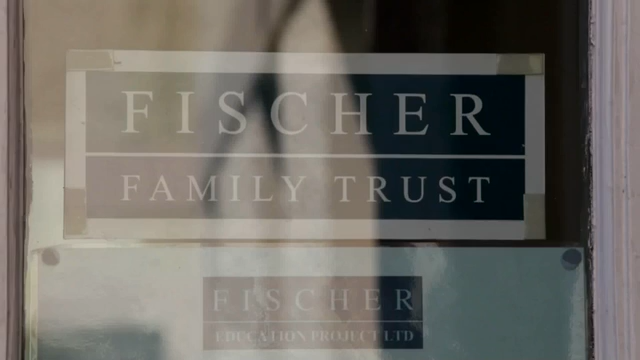 FISCHER
FAMILY TRUST
FISCHER
EDUCATION PROJECT LTD